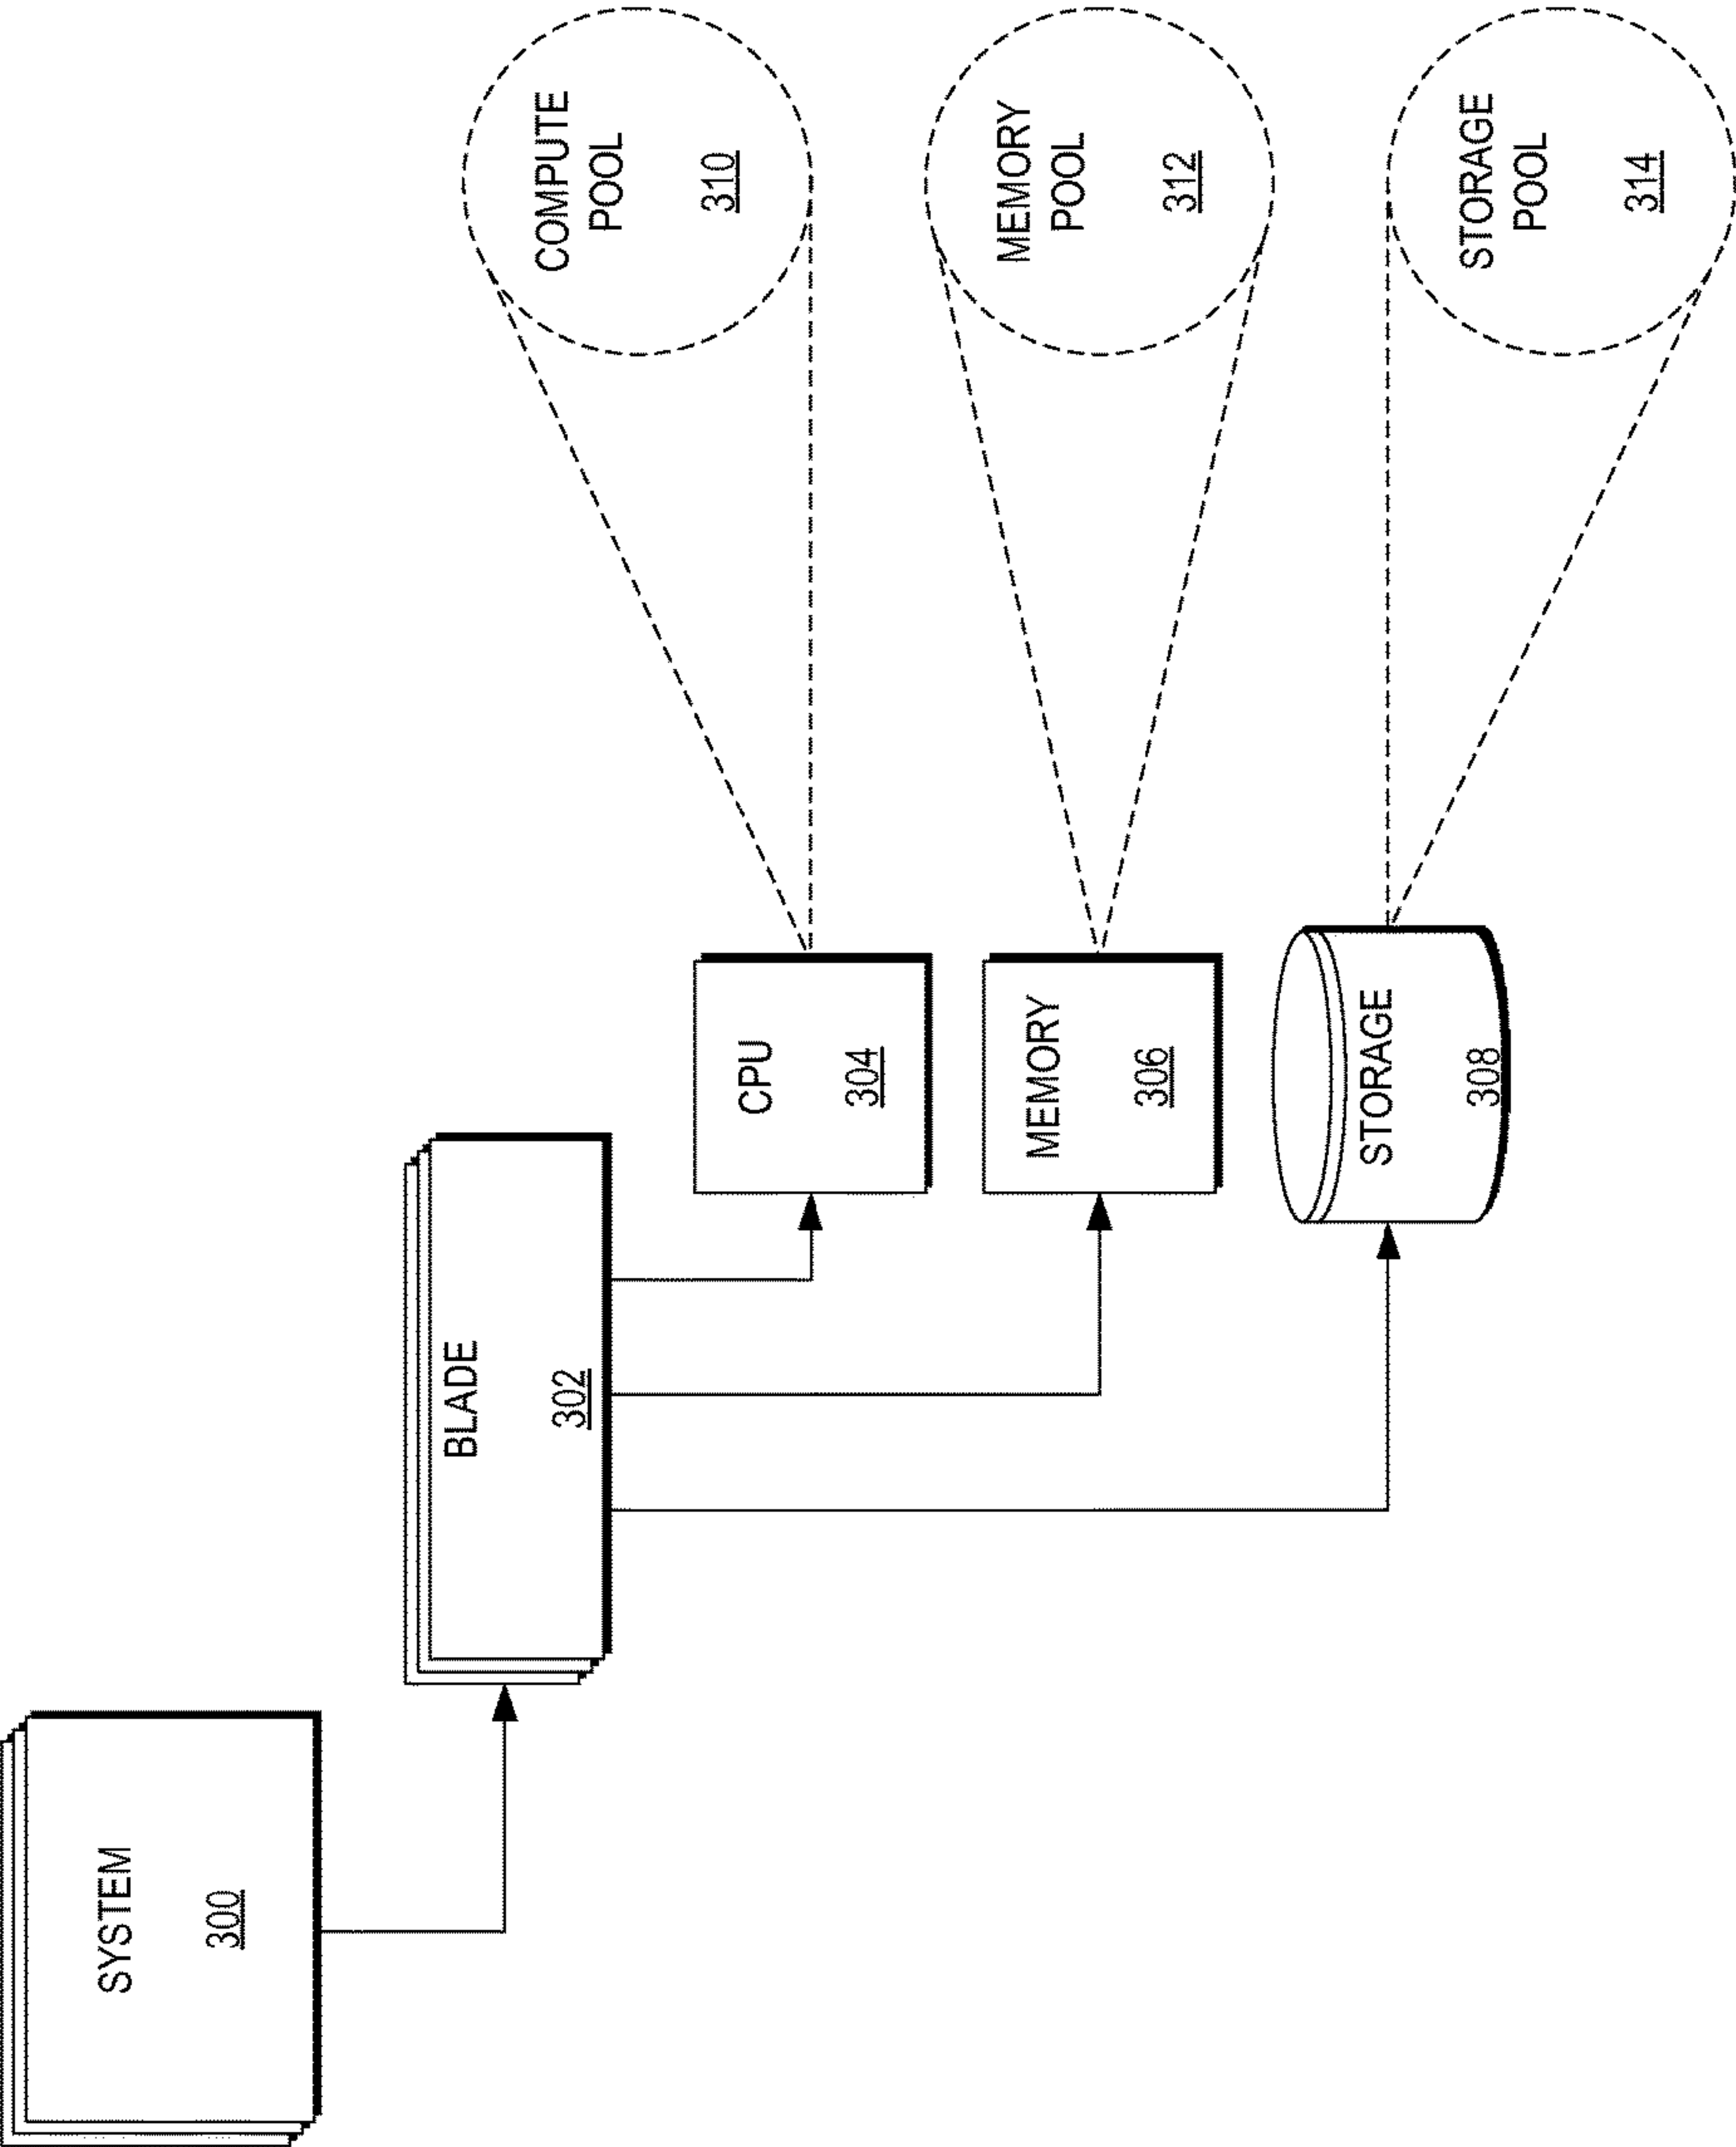 SYSTEM
300
BLADE
302
CPU
304
MEMORY
306
STORAGE
308
COMPUTE
POOL
310
MEMORY
POOL
312
STORAGE
POOL
314